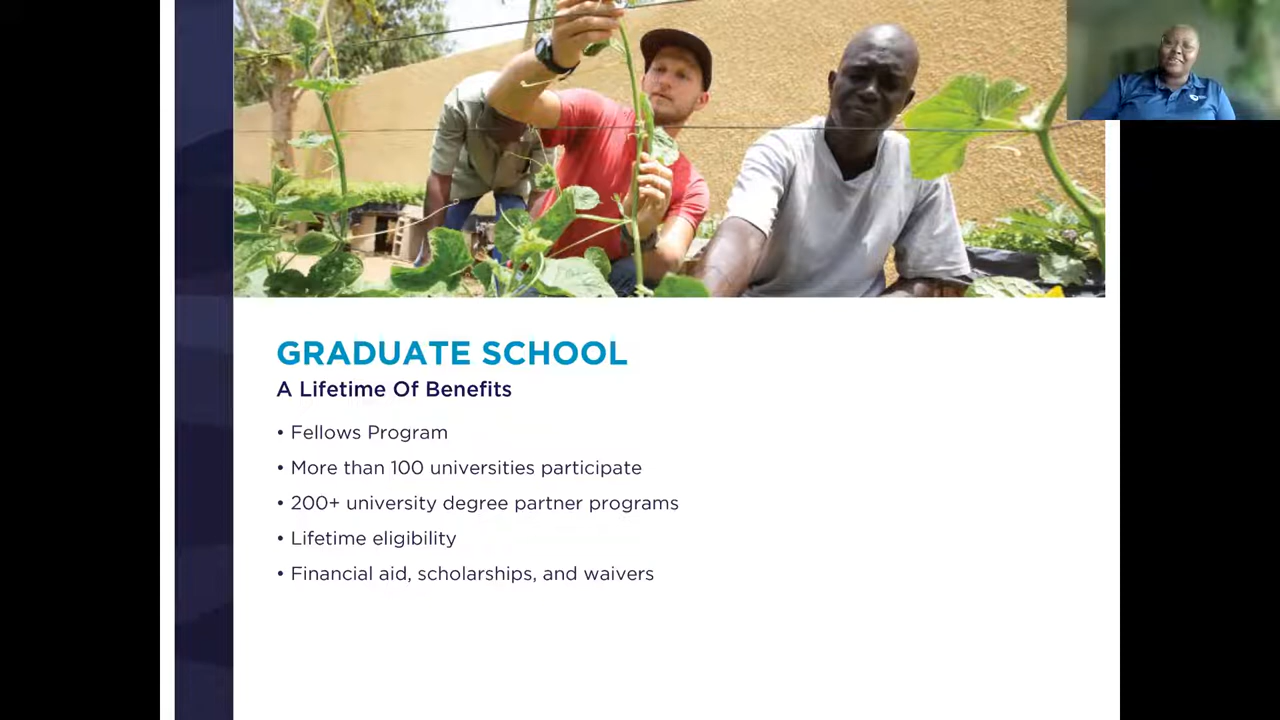 GRADUATE SCHOOL
A Lifetime Of Benefits
• Fellows Program
• More than 100 universities participate
• 200+ university degree partner programs
• Lifetime eligibility
• Financial aid, scholarships, and waivers